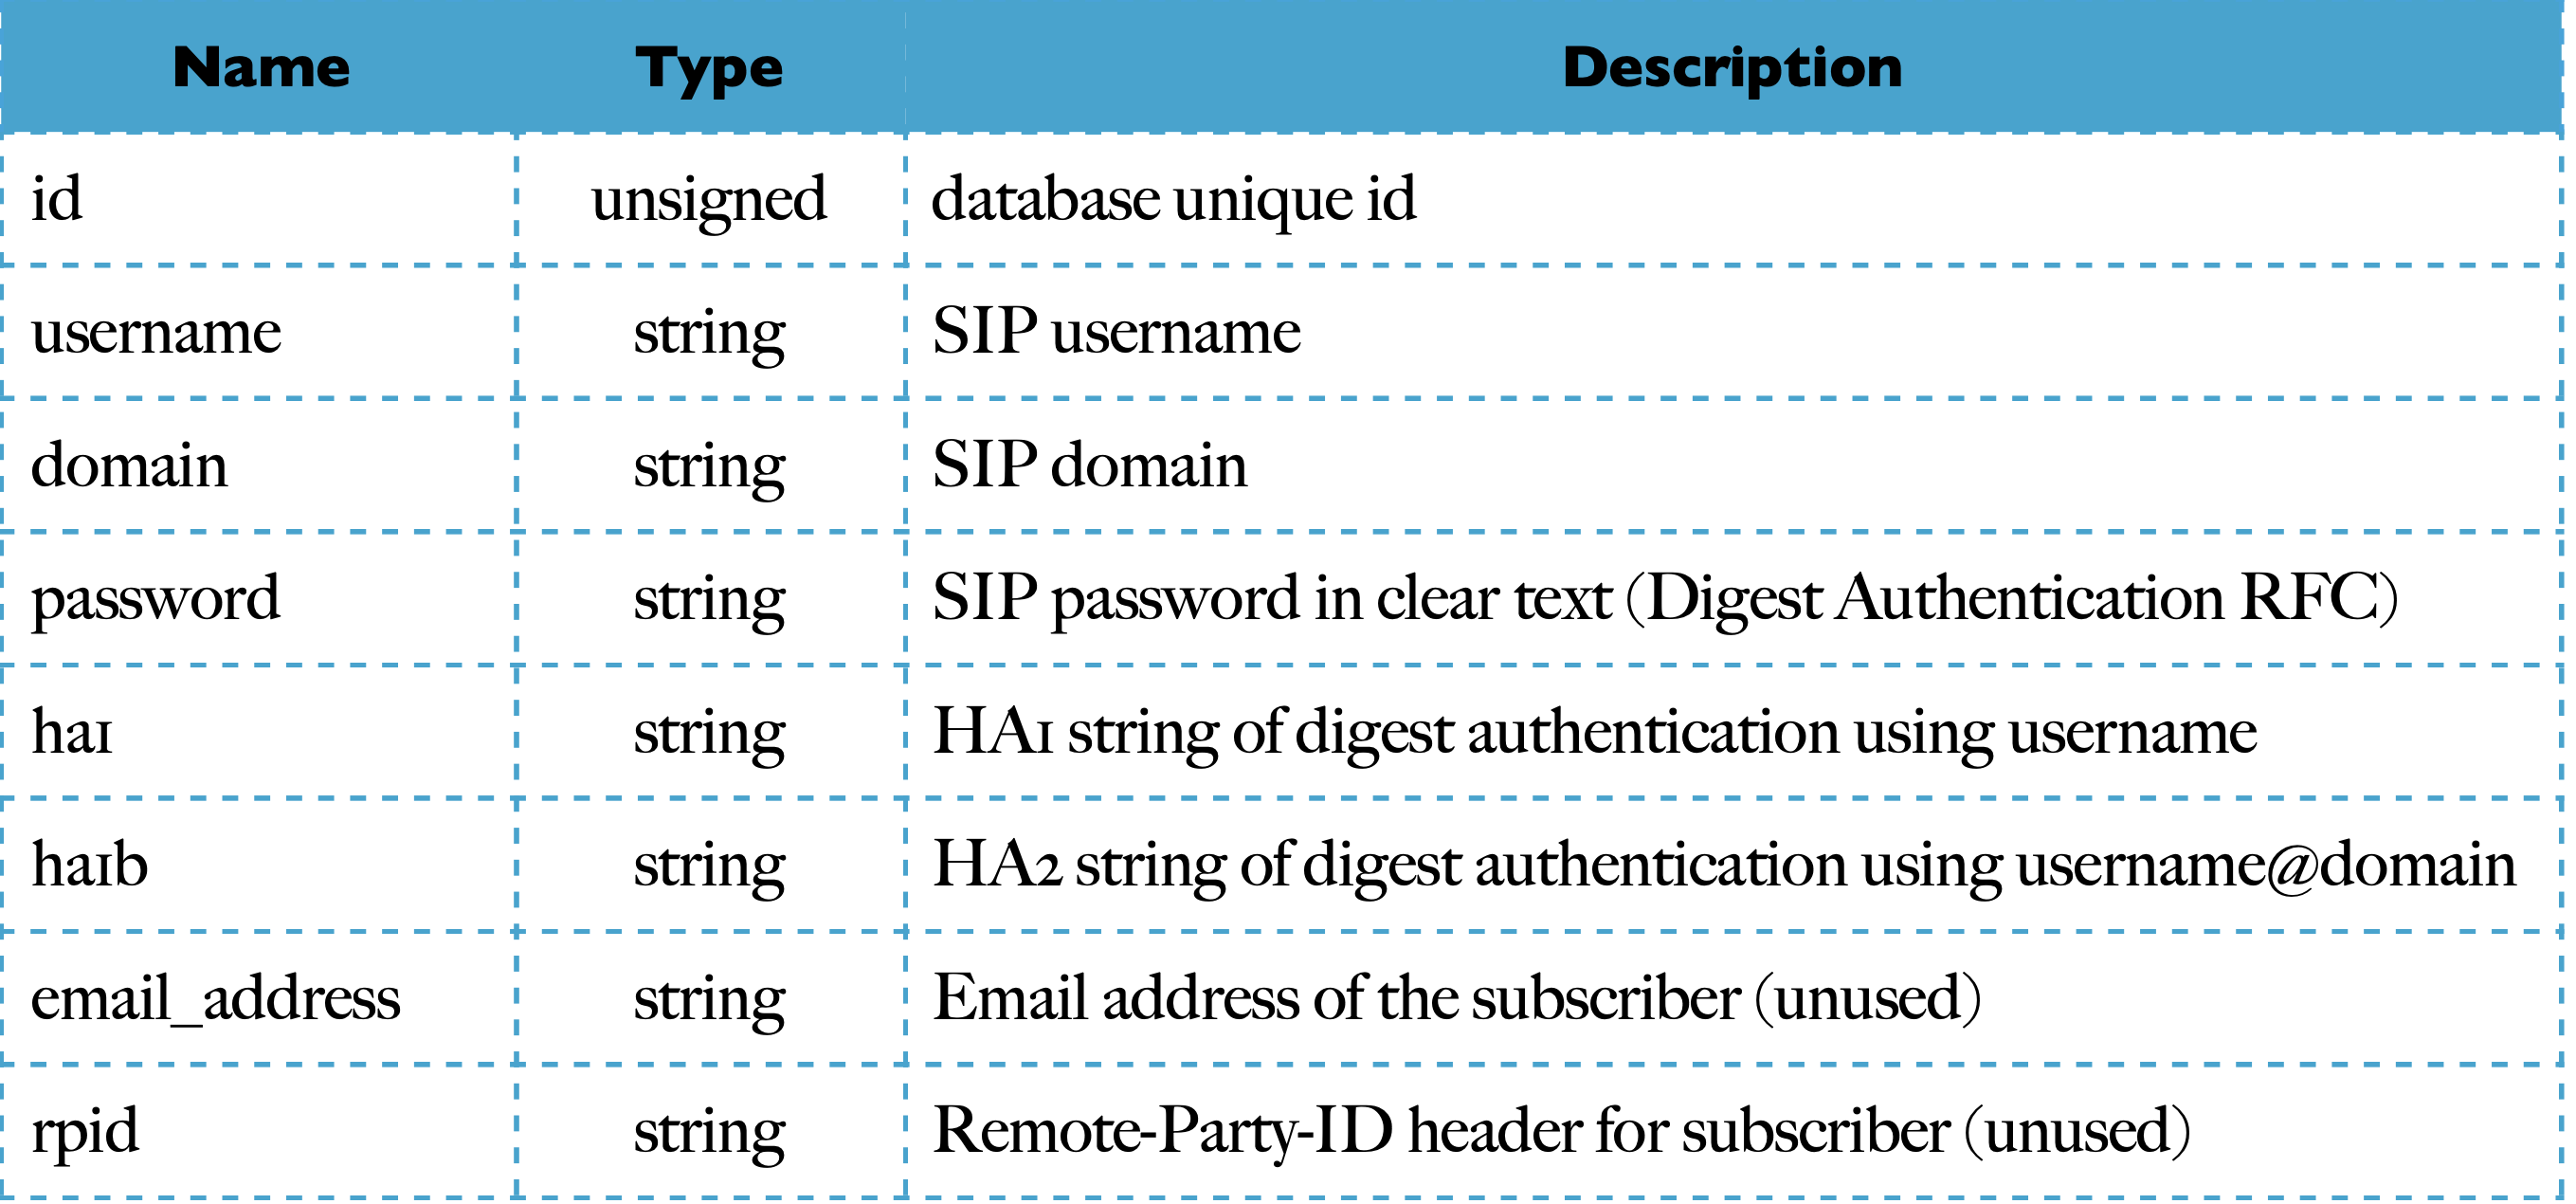 Name Type Description
id unsigned database unique id
username string SIP username
domain string SIP domain
password string SIP password in clear text (Digest Authentication RFC)
ha1 string HA1 string of digest authentication using username
ha1b string HA2 string of digest authentication using username@domain
email_address string Email address of the subscriber (unused)
rpid string Remote-Party-ID header for subscriber (unused)